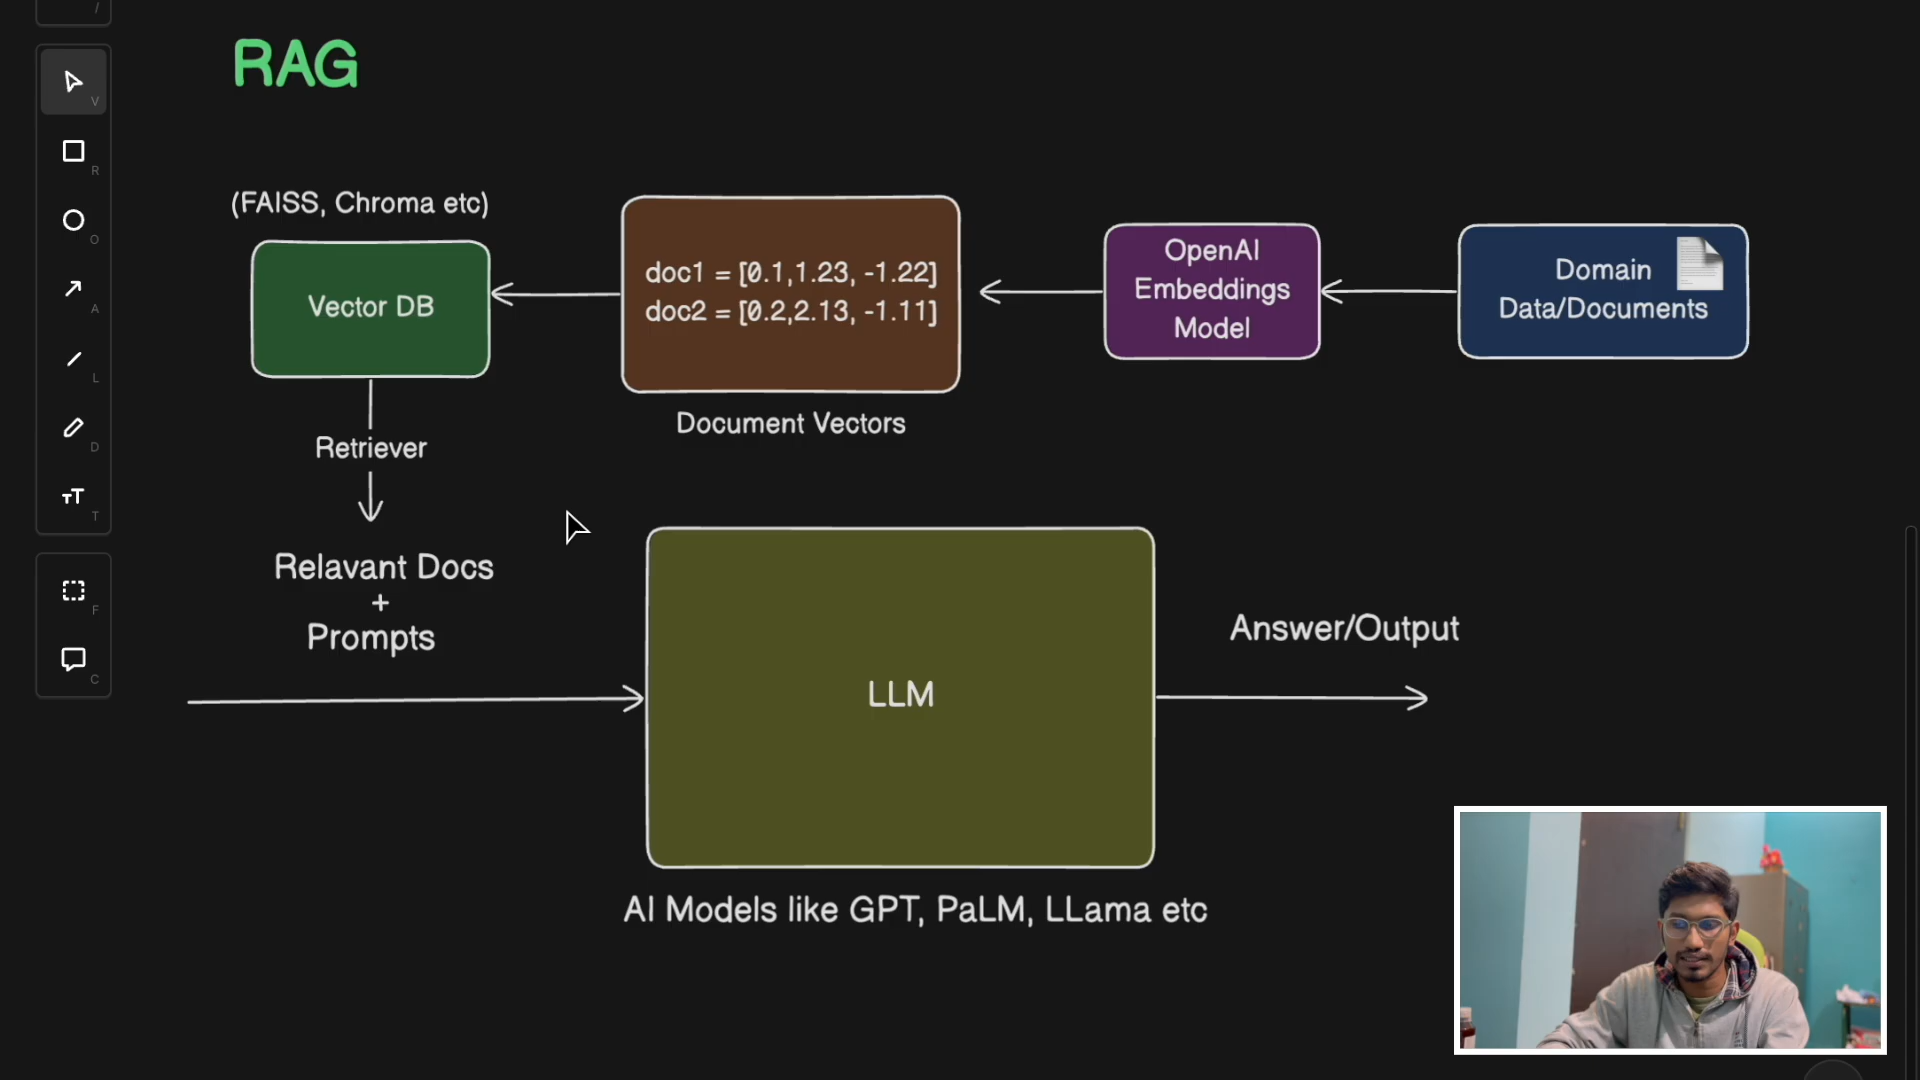 /
V
R
O
A
L
D
T
F
C
RAG
(FAISS, Chroma etc)
Vector DB
doc1 = [0.1,1.23, -1.22]
doc2 = [0.2,2.13, -1.11]
Document Vectors
OpenAI
Embeddings
Model
Domain
Data/Documents
Retriever
Relavant Docs
+
Prompts
LLM
Answer/Output
AI Models like GPT, PaLM, LLama etc